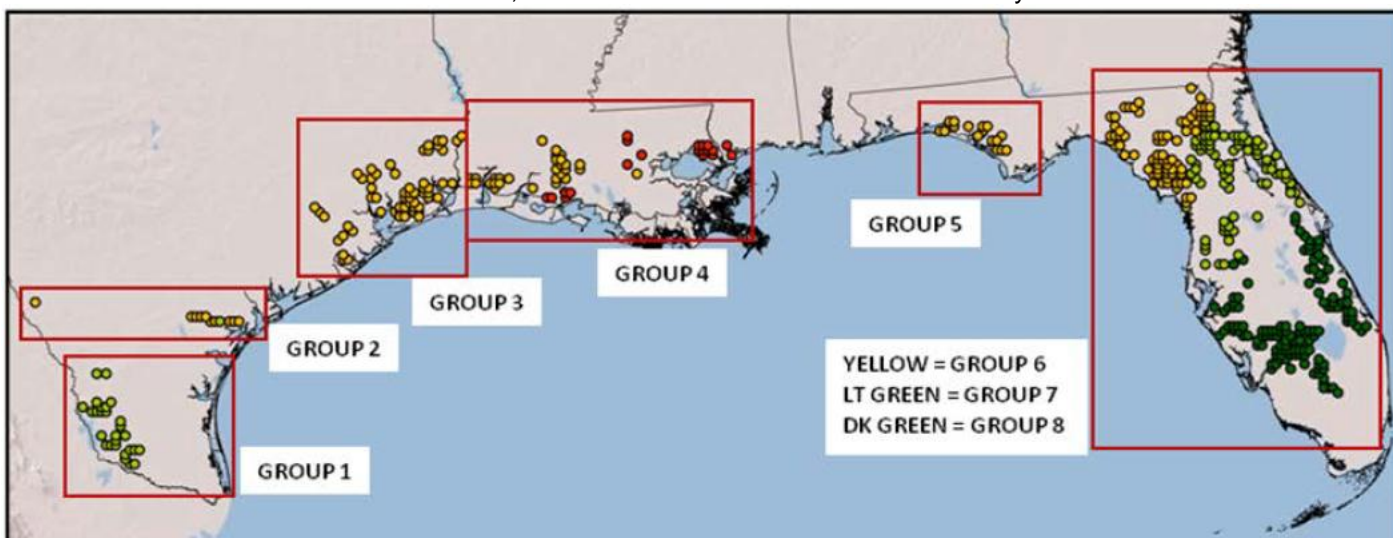 GROUP 5
GROUP 4
GROUP 3
GROUP 2
YELLOW = GROUP 6
LT GREEN = GROUP 7
DK GREEN = GROUP 8
GROUP 1